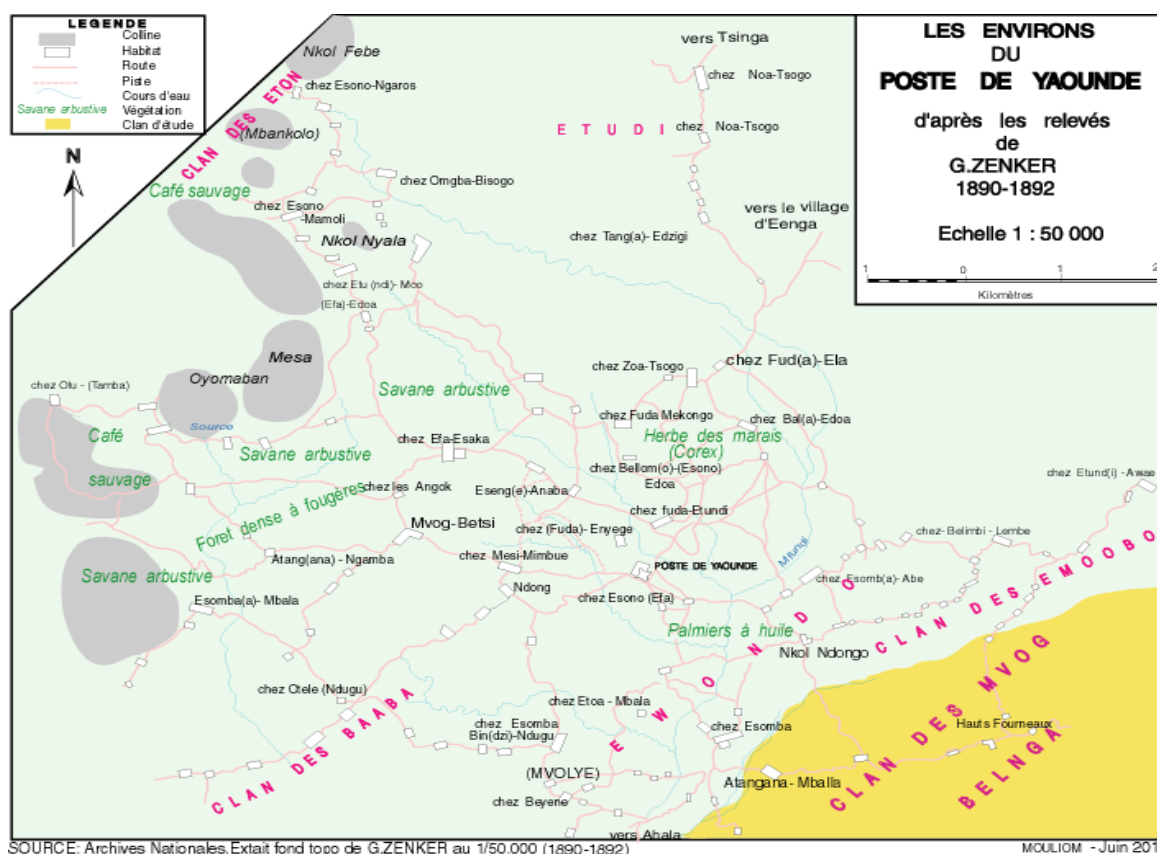 LEGENDE
Colline
Habitat
Route
Piste
Cours d'eau
Savane arbustive Végétation
Clan d'étude
N
LES ENVIRONS
DU
POSTE DE YAOUNDE
d'après les relevés
de
G.ZENKER
1890-1892
Echelle 1 : 50 000
1 0 1 2
Kilomètres
Nkol Febe
vers Tsinga
chez Esono-Ngaros
chez Noa-Tsogo
CLAN DES ETON
(Mbankolo)
ETUDI
chez Noa-Tsogo
Café sauvage
chez Omgba-Bisogo
chez Esono
-Mamoli
vers le village
d'Eenga
Nkol Nyala
chez Tang(a)-Edzigi
chez Etu (ndi)- Moo
(Efa)-Edoa
Mesa
Oyomaban
chez Otu - (Tamba)
Savane arbustive
chez Zoa-Tsogo
chez Fud(a)-Ela
Source
chez Fuda Mekongo
chez Bal(a)-Edoa
Café
sauvage
Savane arbustive
chez Efa-Esaka
Herbe des marais
(Corex)
chez Bellom(o)-(Esono)
Edoa
chez Etund(i) -Awae
chez les Angok
Eseng(e)-Anaba
Foret dense à fougères
chez fuda-Etundi
Mvog-Betsi
chez (Fuda)- Enyege
chez- Belimbi - Lembe
Atang(ana) - Ngamba
chez Mesi-Mimbue
Mfundi
POSTE DE YAOUNDE
Savane arbustive
Ndong
chez Esomb(a)- Abe
Esomba(a)- Mbala
chez Esono (Efa)
Palmiers à huile
Nkol Ndongo
CLAN DES EMOOBO
EWONDO
chez Otele (Ndugu)
chez Etoa - Mbala
CLAN DES BAABA
chez Esomba
Bin(dzi)-Ndugu
chez Esomba
Hauts Fourneaux
CLAN DES MVOG
BELNGA
(MVOLYE)
Atangana- Mballa
chez Beyene
vers Ahala
SOURCE: Archives Nationales.Extait fond topo de G.ZENKER au 1/50.000 (1890-1892)
MOULIOM - Juin 201